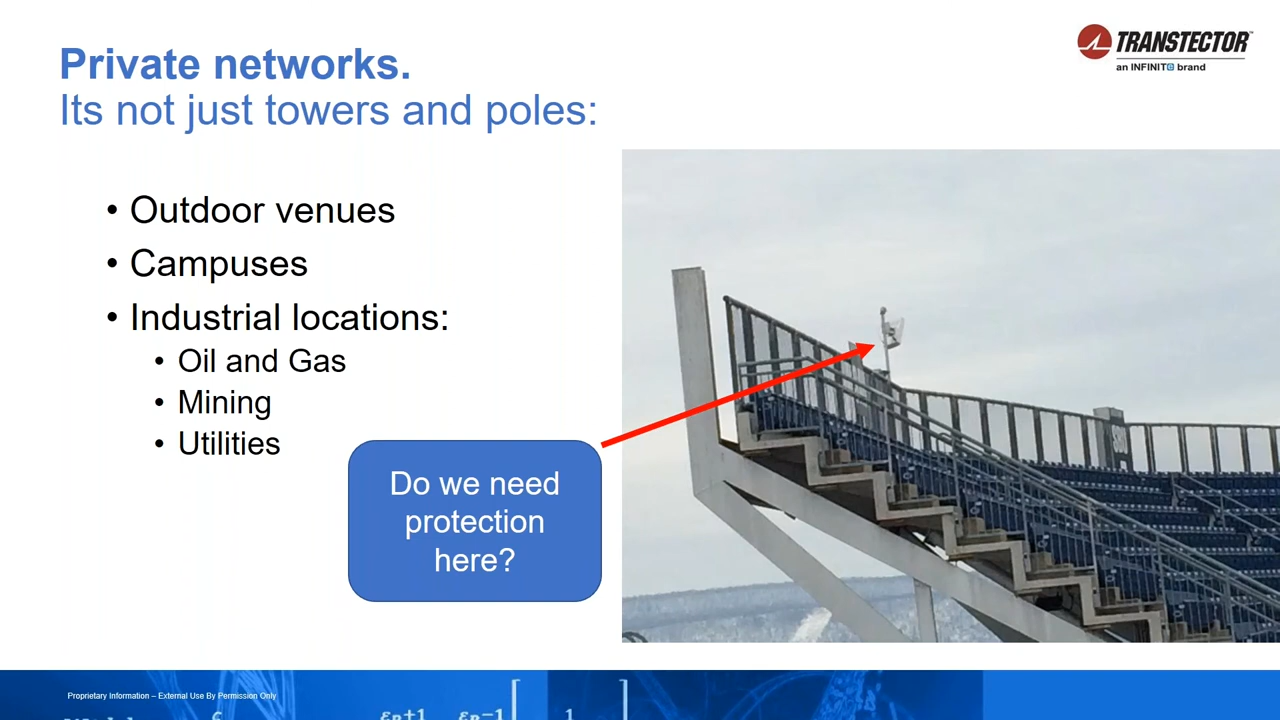 Private networks.
Its not just towers and poles:
TRANSTECTOR™
an INFINITE brand
• Outdoor venues
• Campuses
• Industrial locations:
• Oil and Gas
• Mining
• Utilities
Do we need
protection
here?
Proprietary Information – External Use By Permission Only